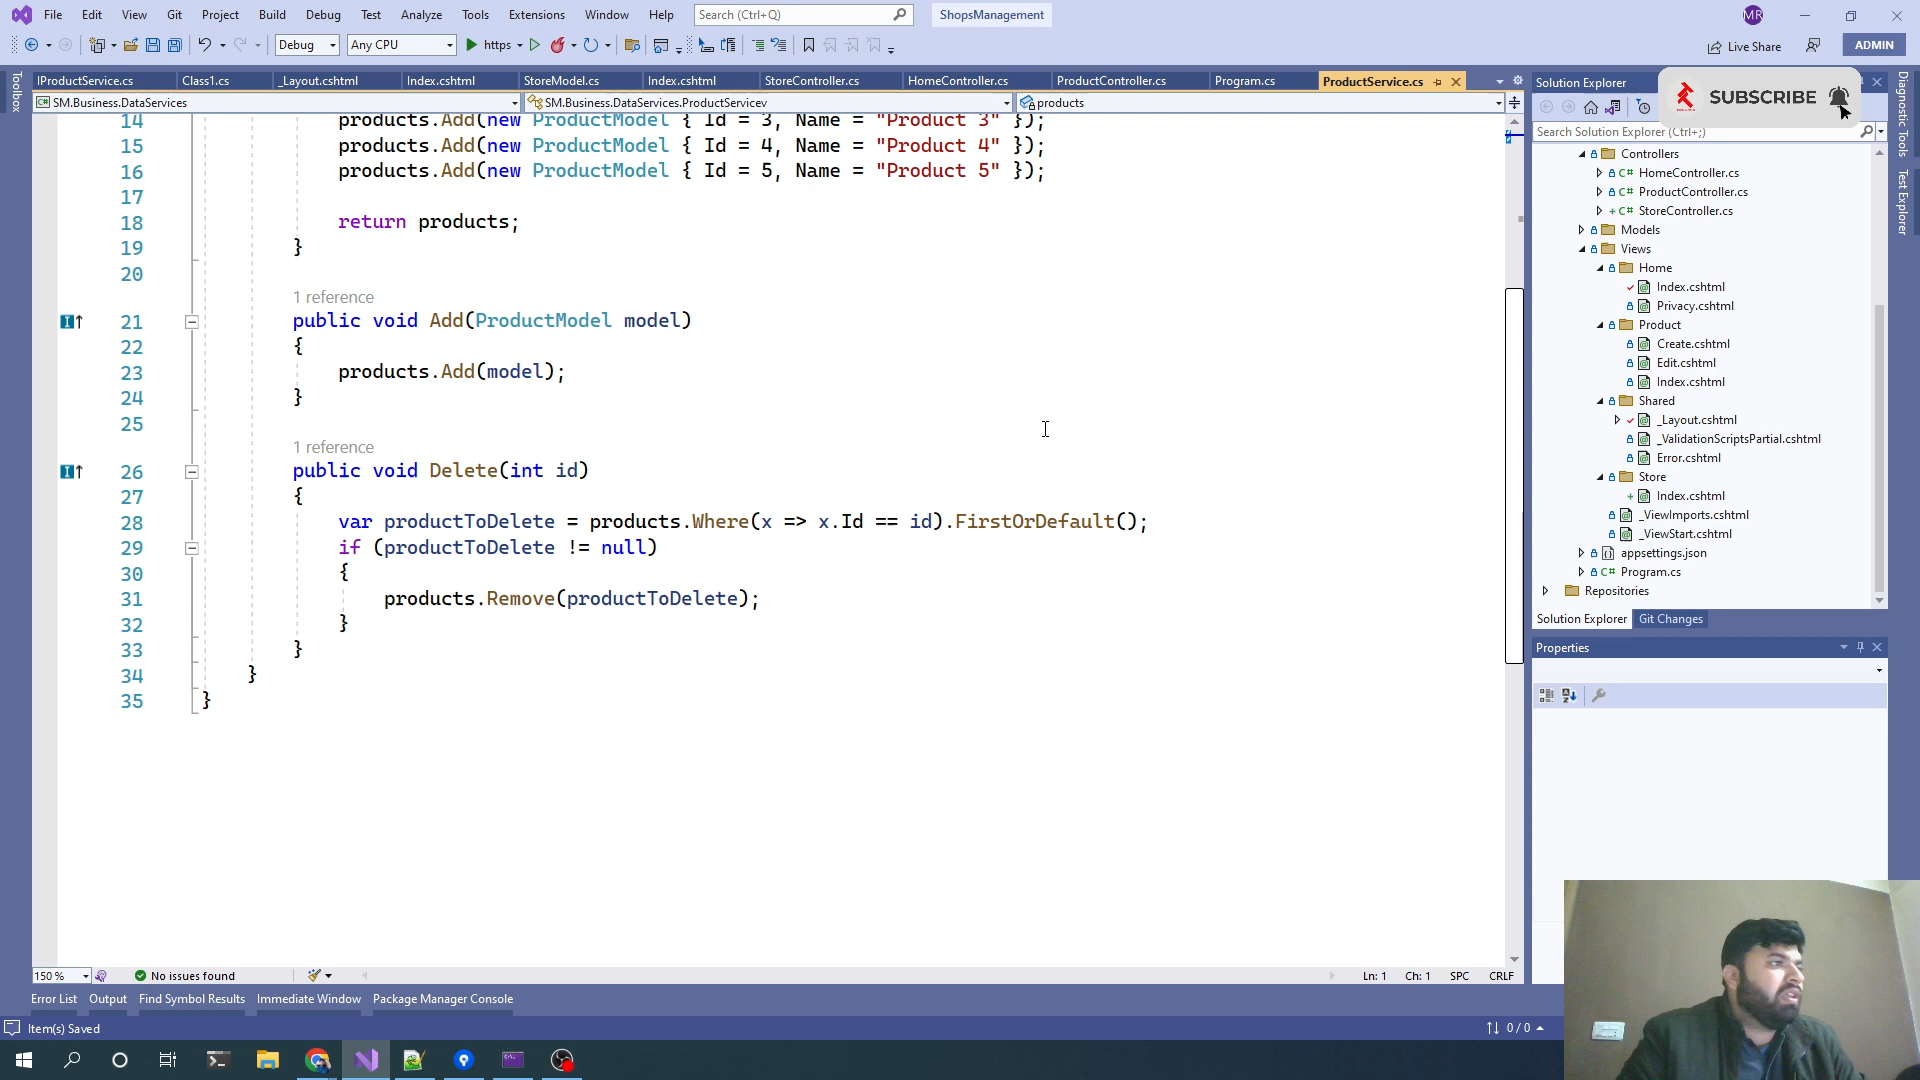 File Edit View Git Project Build Debug Test Analyze Tools Extensions Window Help Search (Ctrl+Q) ShopsManagement MR
Debug Any CPU https Live Share ADMIN
IProductService.cs Class1.cs _Layout.cshtml Index.cshtml StoreModel.cs Index.cshtml StoreController.cs HomeController.cs ProductController.cs Program.cs ProductService.cs
SM.Business.DataServices SM.Business.DataServices.ProductServicev products
14 products.Add(new ProductModel { Id = 3, Name = "Product 3" });
15 products.Add(new ProductModel { Id = 4, Name = "Product 4" });
16 products.Add(new ProductModel { Id = 5, Name = "Product 5" });
17
18 return products;
19 }
20
1 reference
21 public void Add(ProductModel model)
22 {
23 products.Add(model);
24 }
25
1 reference
26 public void Delete(int id)
27 {
28 var productToDelete = products.Where(x => x.Id == id).FirstOrDefault();
29 if (productToDelete != null)
30 {
31 products.Remove(productToDelete);
32 }
33 }
34 }
35 }
150 % No issues found Ln: 1 Ch: 1 SPC CRLF
Error List Output Find Symbol Results Immediate Window Package Manager Console
Item(s) Saved 0 / 0
Toolbox
Solution Explorer
SUBSCRIBE
Search Solution Explorer (Ctrl+;)
Controllers
C# HomeController.cs
C# ProductController.cs
C# StoreController.cs
Models
Views
Home
Index.cshtml
Privacy.cshtml
Product
Create.cshtml
Edit.cshtml
Index.cshtml
Shared
_Layout.cshtml
_ValidationScriptsPartial.cshtml
Error.cshtml
Store
Index.cshtml
_ViewImports.cshtml
_ViewStart.cshtml
appsettings.json
C# Program.cs
Repositories
Solution Explorer Git Changes
Properties
Diagnostic Tools
Test Explorer